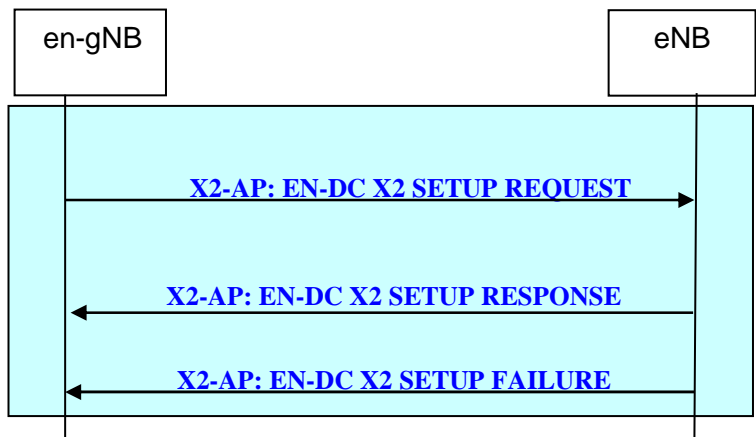 en-gNB
eNB
X2-AP: EN-DC X2 SETUP REQUEST
X2-AP: EN-DC X2 SETUP RESPONSE
X2-AP: EN-DC X2 SETUP FAILURE